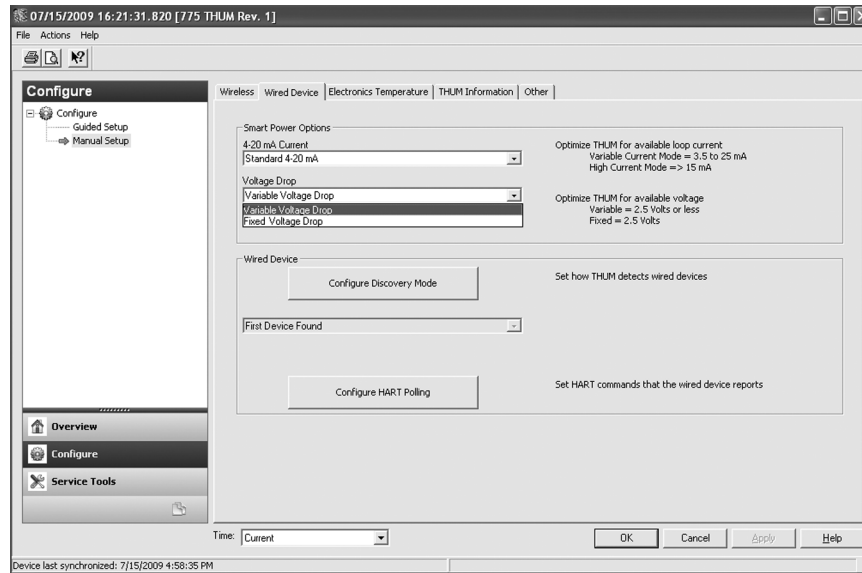 07/15/2009 16:21:31.820 [775 THUM Rev. 1]
File Actions Help
Configure
Configure
Guided Setup
Manual Setup
Overview
Configure
Service Tools
Wireless Wired Device Electronics Temperature THUM Information Other
Smart Power Options
4-20 mA Current
Standard 4-20 mA
Optimize THUM for available loop current
Variable Current Mode = 3.5 to 25 mA
High Current Mode => 15 mA
Voltage Drop
Variable Voltage Drop
Variable Voltage Drop
Fixed Voltage Drop
Optimize THUM for available voltage
Variable = 2.5 Volts or less
Fixed = 2.5 Volts
Wired Device
Configure Discovery Mode
Set how THUM detects wired devices
First Device Found
Configure HART Polling
Set HART commands that the wired device reports
Time: Current
OK Cancel Apply Help
Device last synchronized: 7/15/2009 4:58:35 PM